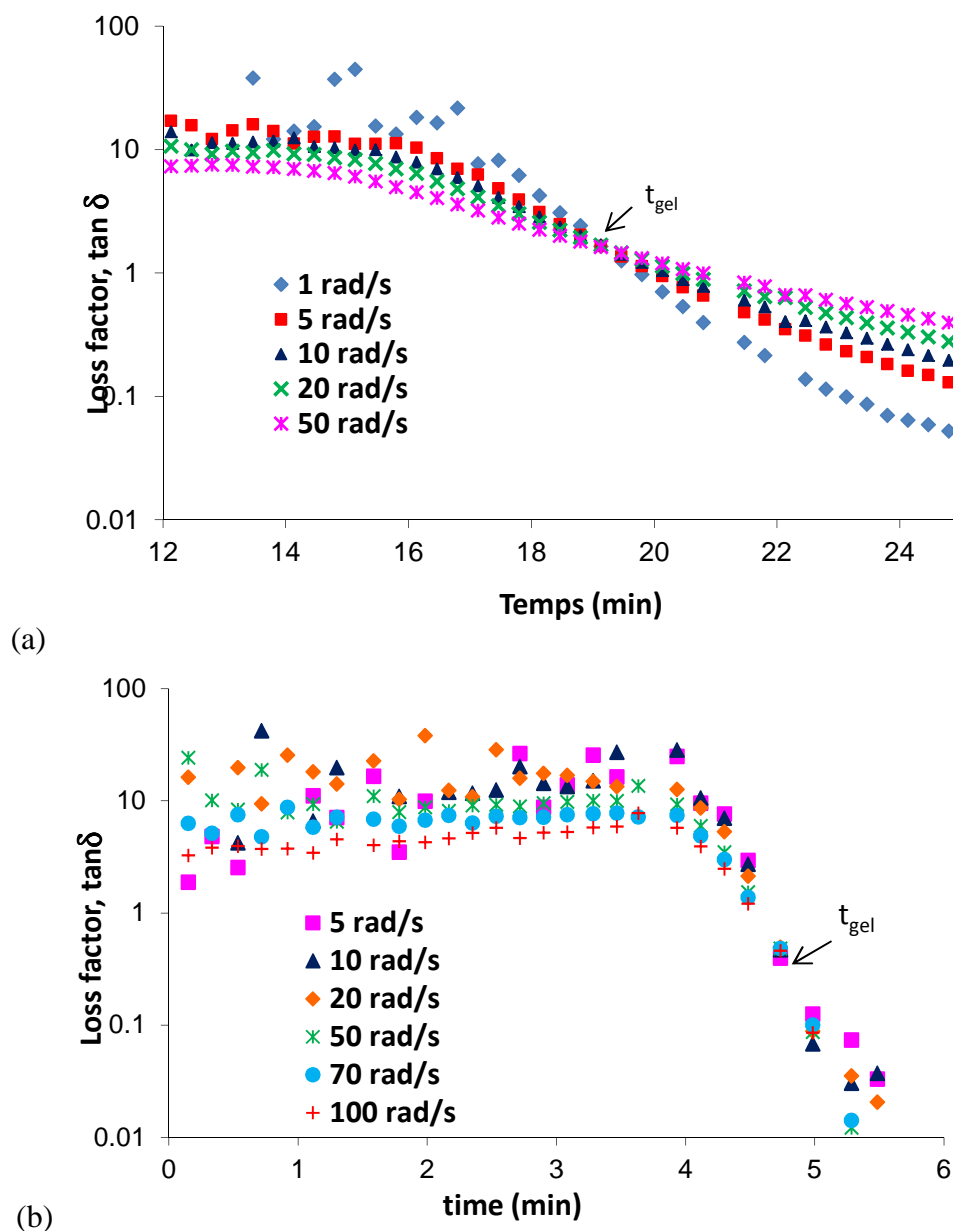 100
10
1
0.1
0.01
Loss factor, tan δ
t_gel
1 rad/s
5 rad/s
10 rad/s
20 rad/s
50 rad/s
12 14 16 18 20 22 24
Temps (min)
(a)
100
10
1
0.1
0.01
Loss factor, tanδ
t_gel
5 rad/s
10 rad/s
20 rad/s
50 rad/s
70 rad/s
100 rad/s
0 1 2 3 4 5 6
time (min)
(b)